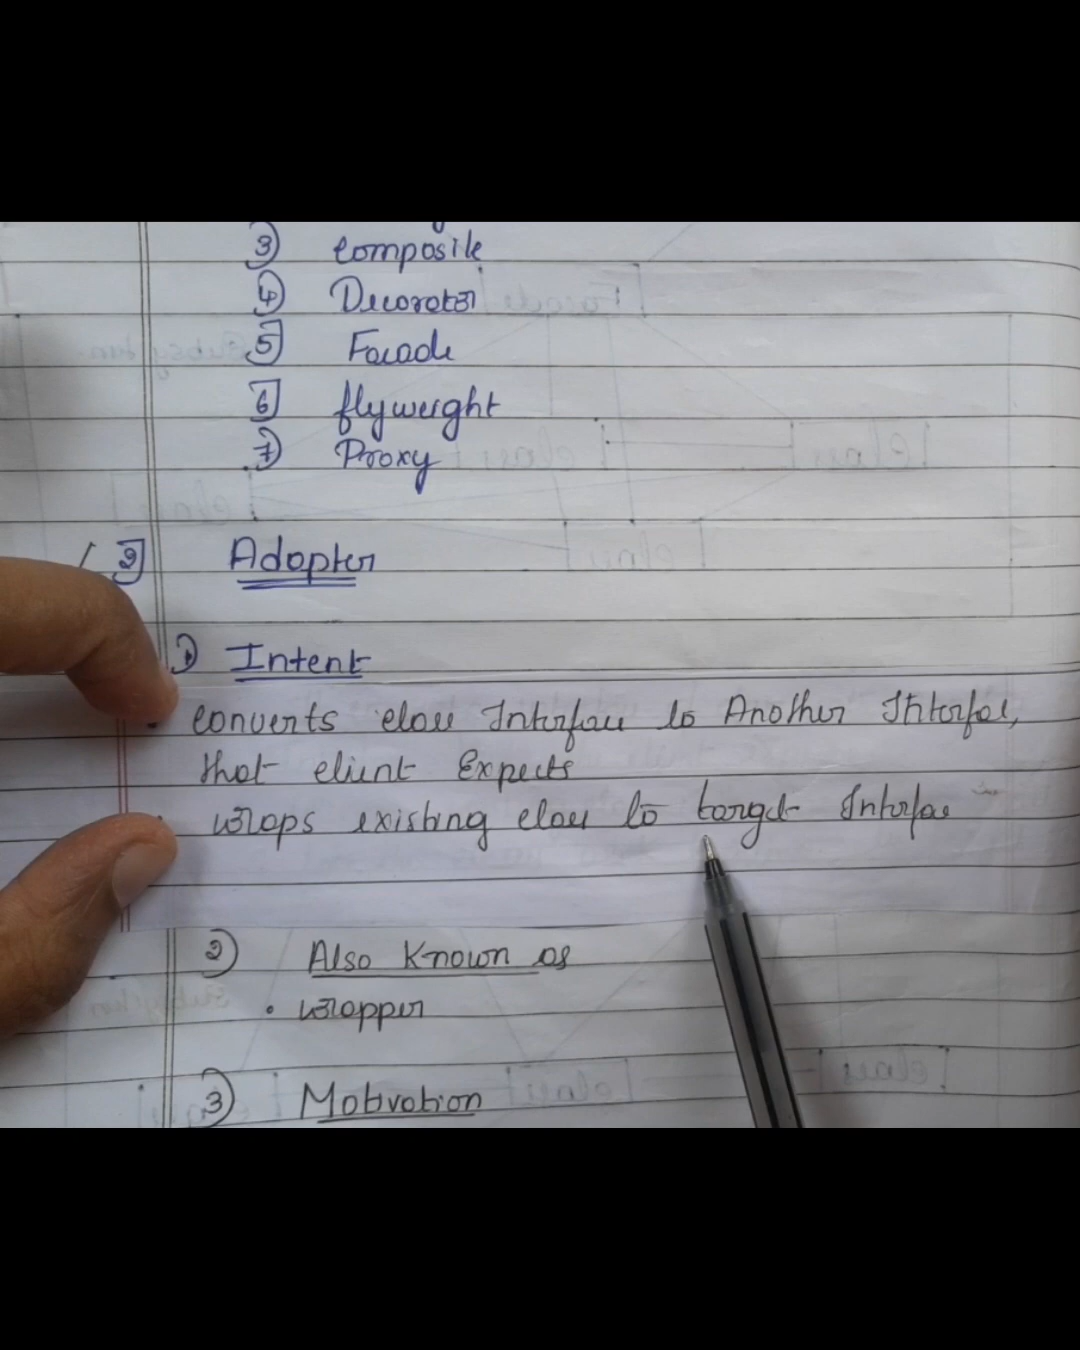 3 Composite
4 Decorator
5 Facade
6 flyweight
7 Proxy
2 Adapter
1) Intent
• Converts class Interface to Another Interface,
that client Expects
• wraps existing class to target Interface
2) Also Known as
• wrapper
3) Motivation